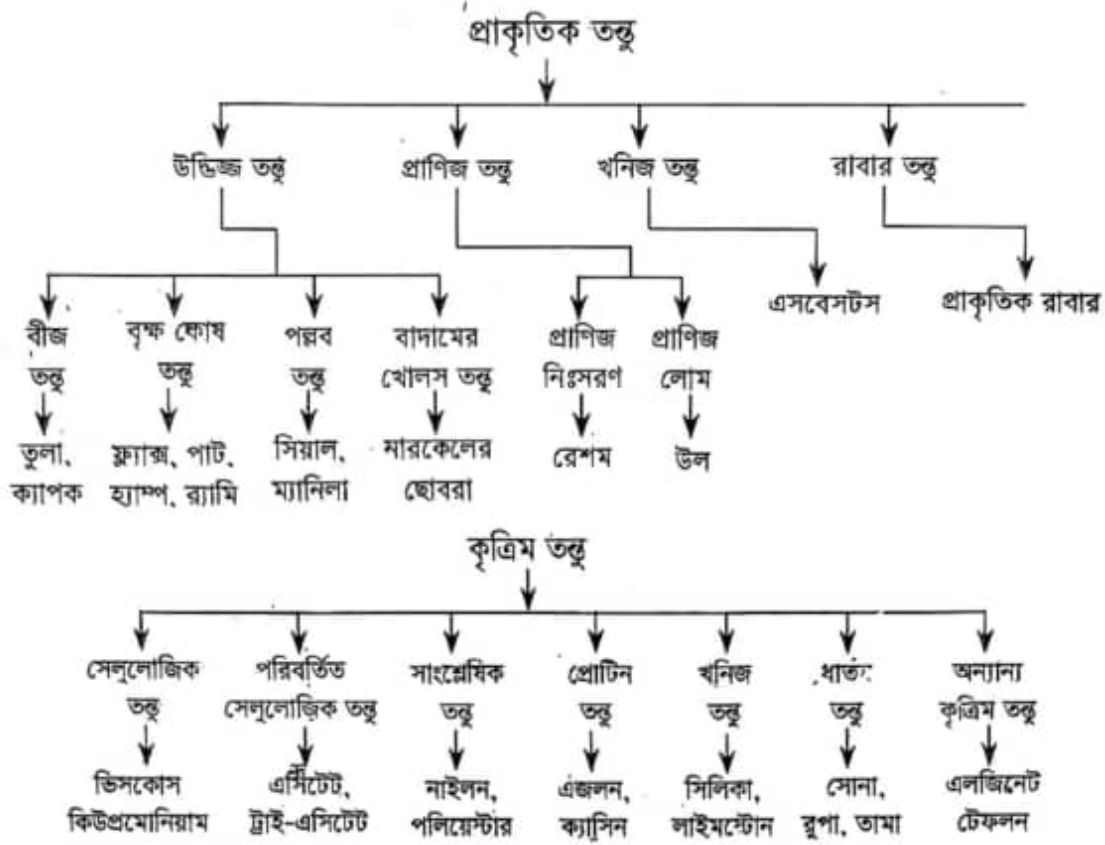 প্রাকৃতিক তন্তু
উদ্ভিজ্জ তন্তু প্রাণিজ তন্তু খনিজ তন্তু রাবার তন্তু
এসবেসটস প্রাকৃতিক রাবার
বীজ বৃক্ষ কোষ পল্লব বাদামের প্রাণিজ প্রাণিজ
তন্তু তন্তু তন্তু খোলস তন্তু নিঃসরণ লোম
তুলা, ফ্ল্যাক্স, পাট, সিয়াল, মারকেলের রেশম উল
ক্যাপক হ্যাম্প, র‍্যামি ম্যানিলা ছোবরা
কৃত্রিম তন্তু
সেলুলোজিক পরিবর্তিত সাংশ্লেষিক প্রোটিন খনিজ ধাতব অন্যান্য
তন্তু সেলুলোজিক তন্তু তন্তু তন্তু তন্তু তন্তু কৃত্রিম তন্তু
ভিসকোস এসিটেট, নাইলন, এজলন, সিলিকা, সোনা, এলজিনেট
কিউপ্রমোনিয়াম ট্রাই-এসিটেট পলিয়েস্টার ক্যাসিন লাইমস্টোন রুপা, তামা টেফলন